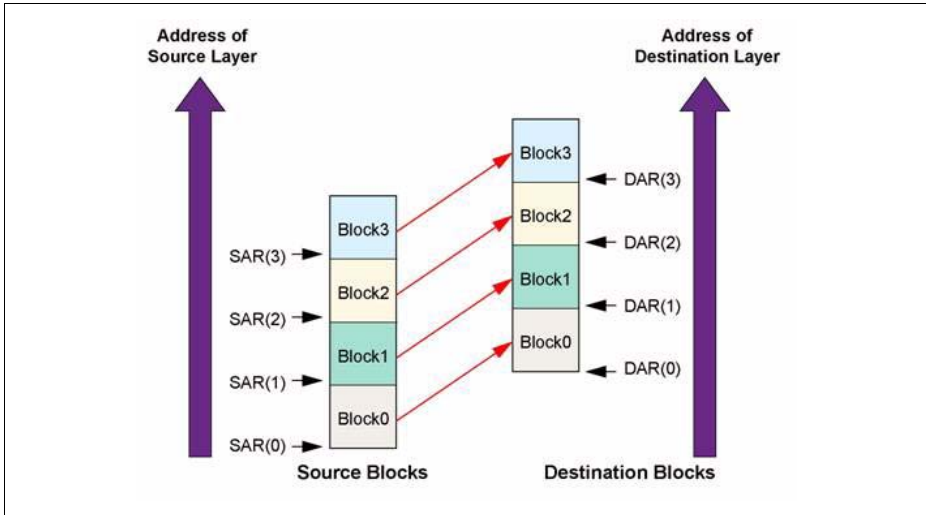 Address of
Source Layer
Address of
Destination Layer
Block3
DAR(3)
Block2
Block3
DAR(2)
SAR(3)
Block1
Block2
DAR(1)
SAR(2)
Block0
Block1
DAR(0)
SAR(1)
Block0
SAR(0)
Source Blocks
Destination Blocks